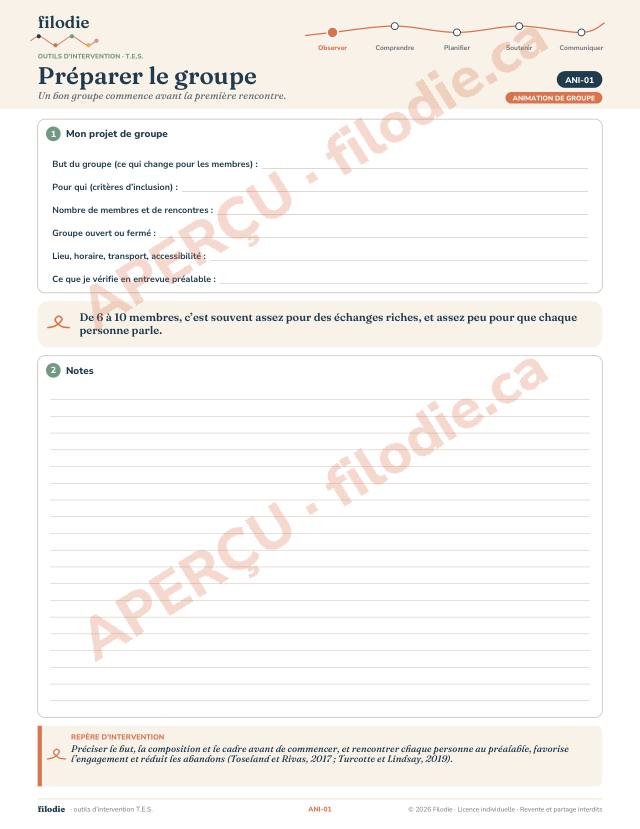 filodie
OUTILS D'INTERVENTION · T.E.S.
Préparer le groupe
Un bon groupe commence avant la première rencontre.
Observer
Comprendre
Planifier
Soutenir
Communiquer
ANI-01
ANIMATION DE GROUPE
1 Mon projet de groupe
But du groupe (ce qui change pour les membres) :
Pour qui (critères d'inclusion) :
Nombre de membres et de rencontres :
Groupe ouvert ou fermé :
Lieu, horaire, transport, accessibilité :
Ce que je vérifie en entrevue préalable :
APERÇU · filodie.ca
De 6 à 10 membres, c'est souvent assez pour des échanges riches, et assez peu pour que chaque
personne parle.
2 Notes
APERÇU · filodie.ca
REPÈRE D'INTERVENTION
Préciser le but, la composition et le cadre avant de commencer, et rencontrer chaque personne au préalable, favorise
l'engagement et réduit les abandons (Toseland et Rivas, 2017 ; Turcotte et Lindsay, 2019).
filodie · outils d'intervention T.E.S.
ANI-01
© 2026 Filodie · Licence individuelle · Revente et partage interdits